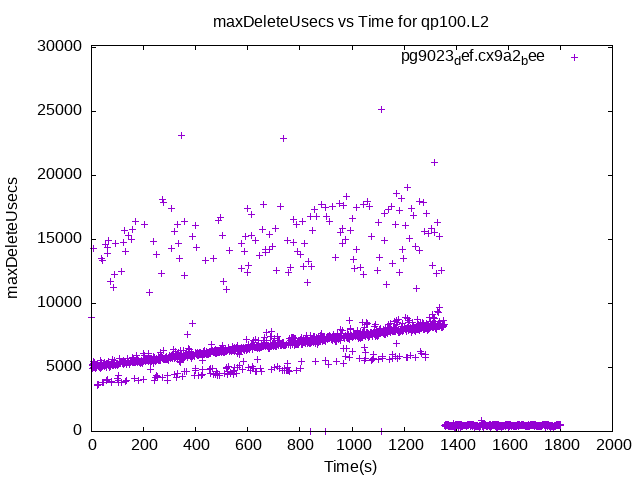 maxDeleteUsecs vs Time for qp100.L2
30000
25000
20000
15000
10000
5000
0
maxDeleteUsecs
pg9023def.cx9a2bee
0 200 400 600 800 1000 1200 1400 1600 1800 2000
Time(s)